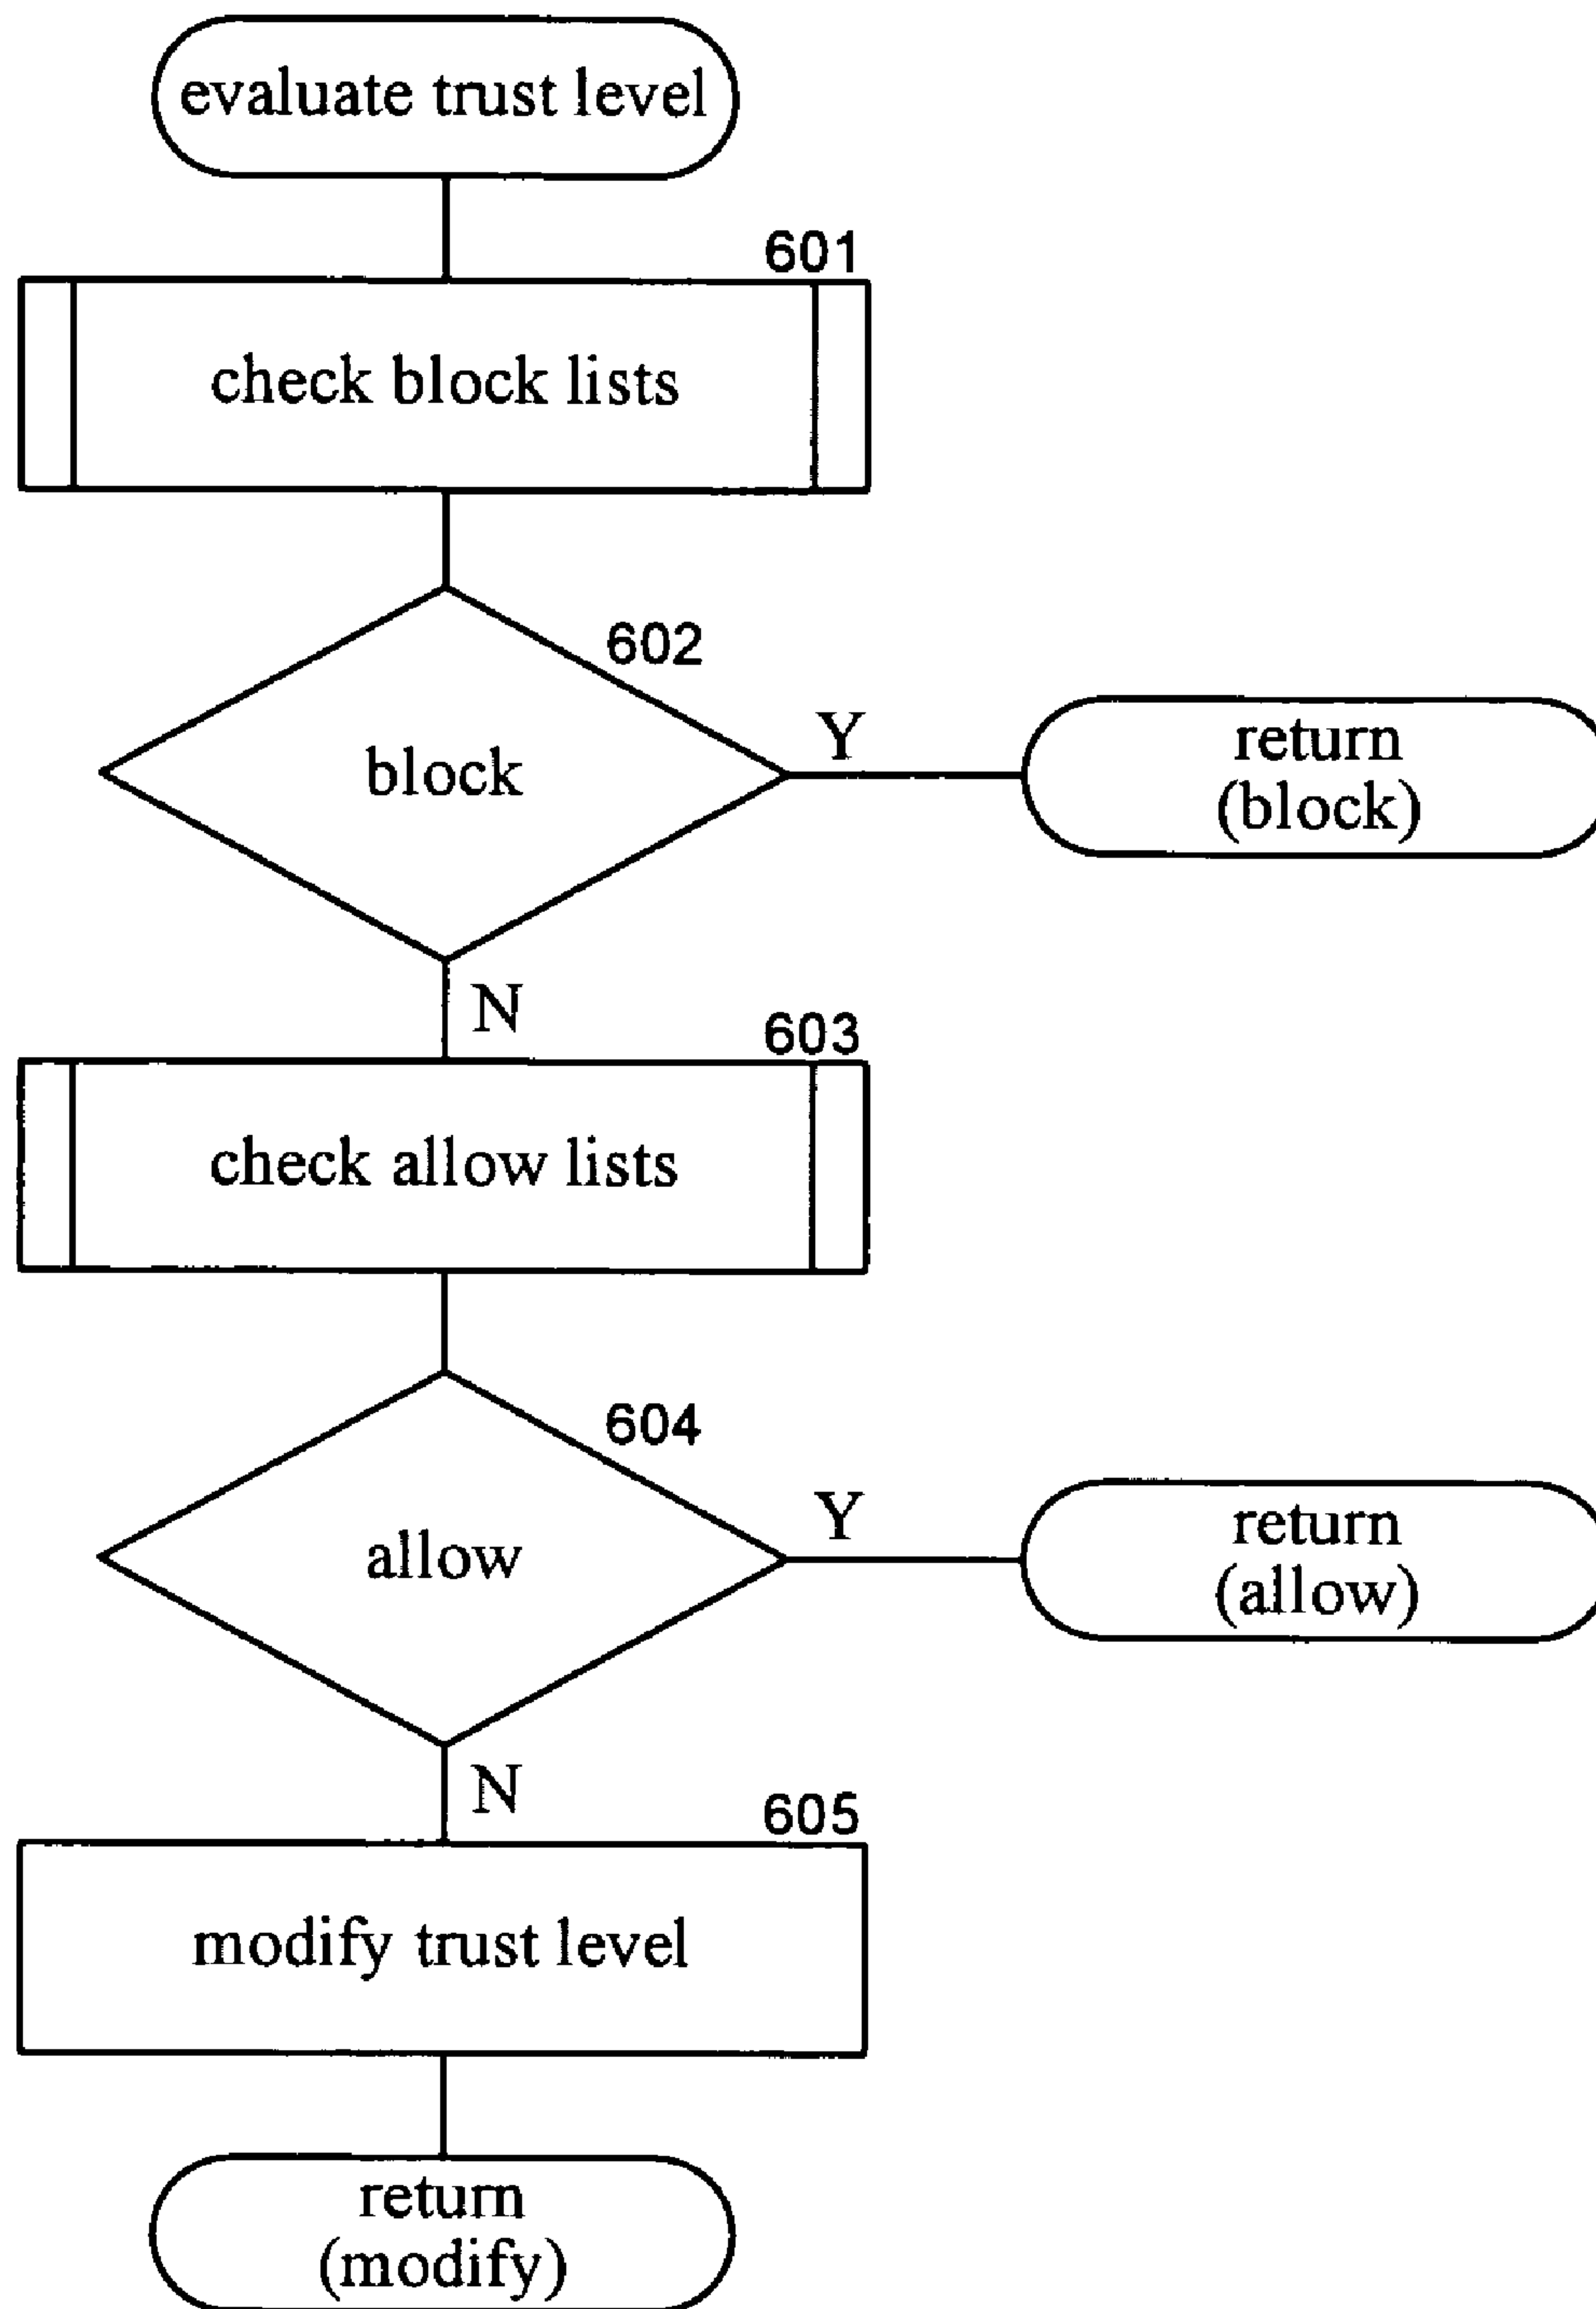 evaluate trust level
601
check block lists
602
block
Y
return
(block)
N
603
check allow lists
604
allow
Y
return
(allow)
N
605
modify trust level
return
(modify)